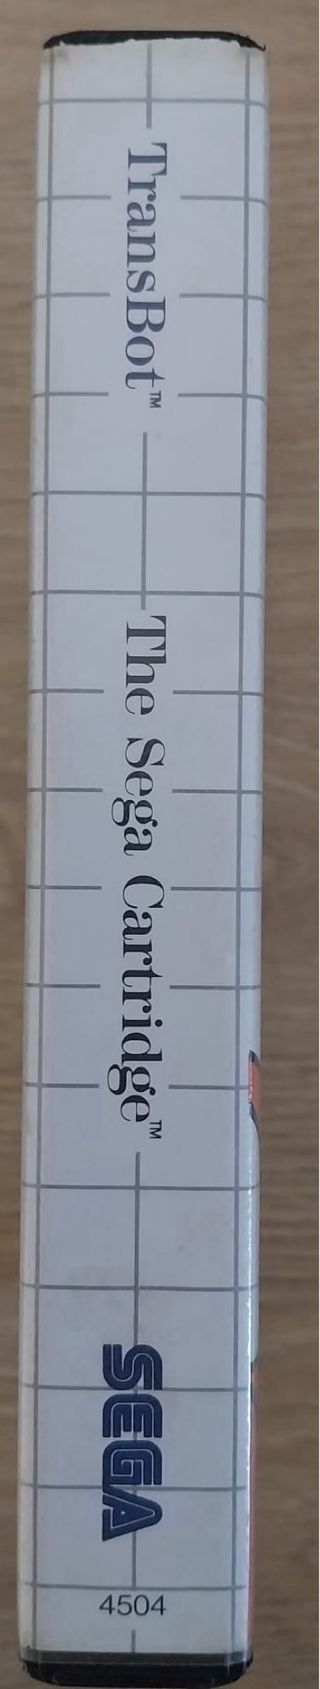 TransBot™
The Sega Cartridge™
SEGA
4504